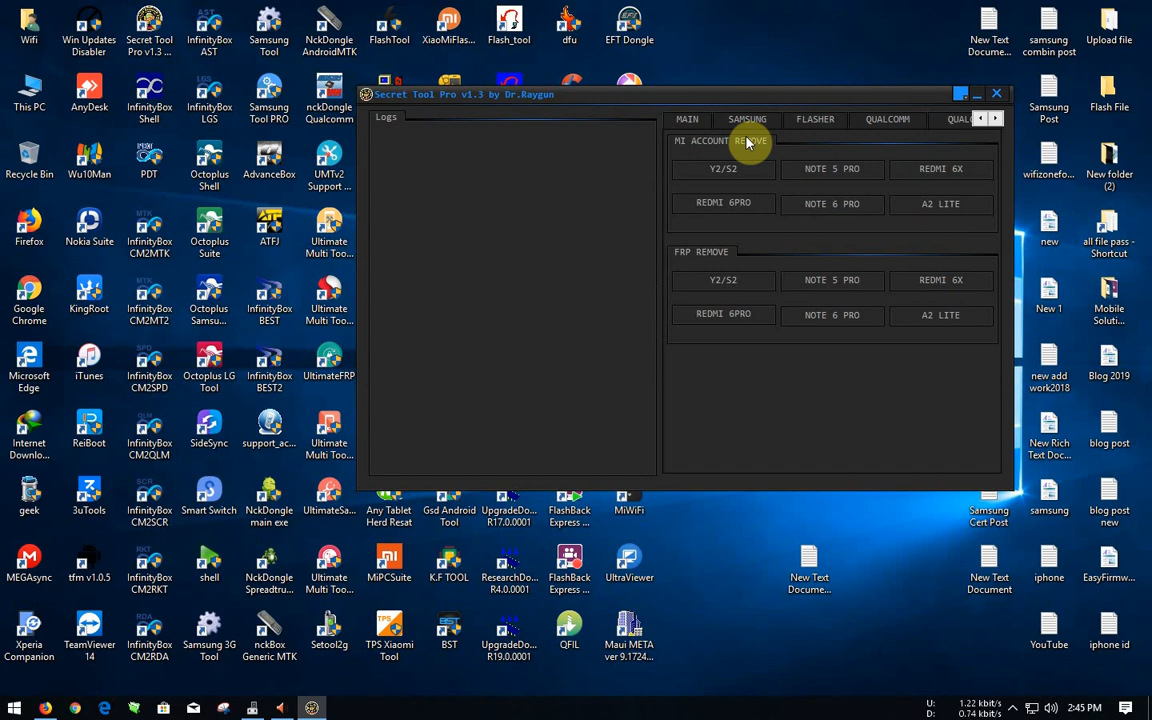 Wifi
Win Updates
Disabler
Secret Tool
Pro v1.3 ...
InfinityBox
AST
Samsung
Tool
NckDongle
AndroidMTK
FlashTool
XiaoMiFlas...
Flash_tool
dfu
EFT Dongle
New Text
Docume...
samsung
combin post
Upload file
This PC
AnyDesk
InfinityBox
Shell
InfinityBox
LGS
Samsung
Tool PRO
nckDongle
Qualcomm
Samsung
Post
Flash File
Secret Tool Pro v1.3 by Dr.Raygun
Logs
MAIN
SAMSUNG
FLASHER
QUALCOMM
QUALC
MI ACCOUNT REMOVE
Y2/S2
NOTE 5 PRO
REDMI 6X
REDMI 6PRO
NOTE 6 PRO
A2 LITE
FRP REMOVE
Y2/S2
NOTE 5 PRO
REDMI 6X
REDMI 6PRO
NOTE 6 PRO
A2 LITE
Recycle Bin
Wu10Man
PDT
Octoplus
Shell
AdvanceBox
UMTv2
Support ...
wifizonefo...
New folder
(2)
Firefox
Nokia Suite
InfinityBox
CM2MTK
Octoplus
Suite
ATFJ
Ultimate
Multi Too...
new
all file pass -
Shortcut
Google
Chrome
KingRoot
InfinityBox
CM2MT2
Octoplus
Samsu...
InfinityBox
BEST
Ultimate
Multi Too...
New 1
Mobile
Soluti...
Microsoft
Edge
iTunes
InfinityBox
CM2SPD
Octoplus LG
Tool
InfinityBox
BEST2
UltimateFRP
new add
work2018
Blog 2019
Internet
Downlo...
ReiBoot
InfinityBox
CM2QLM
SideSync
support_ac...
Ultimate
Multi Too...
New Rich
Text Doc...
blog post
geek
3uTools
InfinityBox
CM2SCR
Smart Switch
NckDongle
main exe
UltimateSa...
Any Tablet
Herd Resat
Gsd Android
Tool
UpgradeDo...
R17.0.0001
FlashBack
Express ...
MiWiFi
Samsung
Cert Post
samsung
blog post
new
MEGAsync
tfm v1.0.5
InfinityBox
CM2RKT
shell
NckDongle
Spreadtru...
Ultimate
Multi Too...
MiPCSuite
K.F TOOL
ResearchDo...
R4.0.0001
FlashBack
Express ...
UltraViewer
New Text
Docume...
New Text
Document
iphone
EasyFirmw...
Xperia
Companion
TeamViewer
14
InfinityBox
CM2RDA
Samsung 3G
Tool
nckBox
Generic MTK
Setool2g
TPS Xiaomi
Tool
BST
UpgradeDo...
R19.0.0001
QFIL
Maui META
ver 9.1724...
YouTube
iphone id
U: 1.22 kbit/s
D: 0.74 kbit/s
2:45 PM